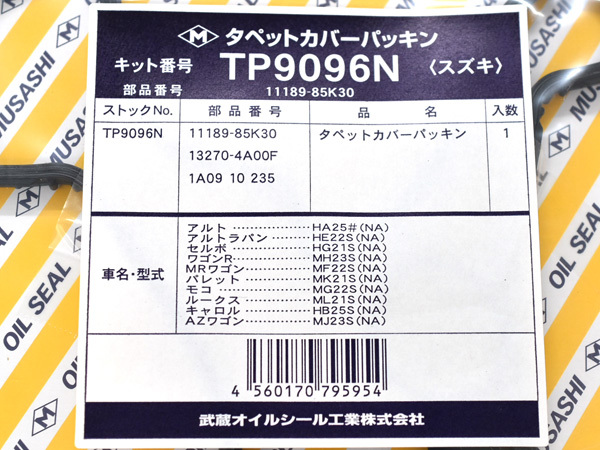 M タペットカバーパッキン
キット番号 TP9096N 〈スズキ〉
部品番号 11189-85K30
ストックNo. 部品番号 品名 入数
TP9096N 11189-85K30 タペットカバーパッキン 1
13270-4A00F
1A09 10 235
車名・型式
アルト ……………… HA25#(NA)
アルトラパン ………… HE22S(NA)
セルボ ……………… HG21S(NA)
ワゴンR ……………… MH23S(NA)
MRワゴン …………… MF22S(NA)
パレット ……………… MK21S(NA)
モコ ………………… MG22S(NA)
ルークス ……………… ML21S(NA)
キャロル ……………… HB25S(NA)
AZワゴン …………… MJ23S(NA)
4 560170 795954
武蔵オイルシール工業株式会社
M MUSASHI
OIL SEAL
M MUSASHI
OIL SEAL